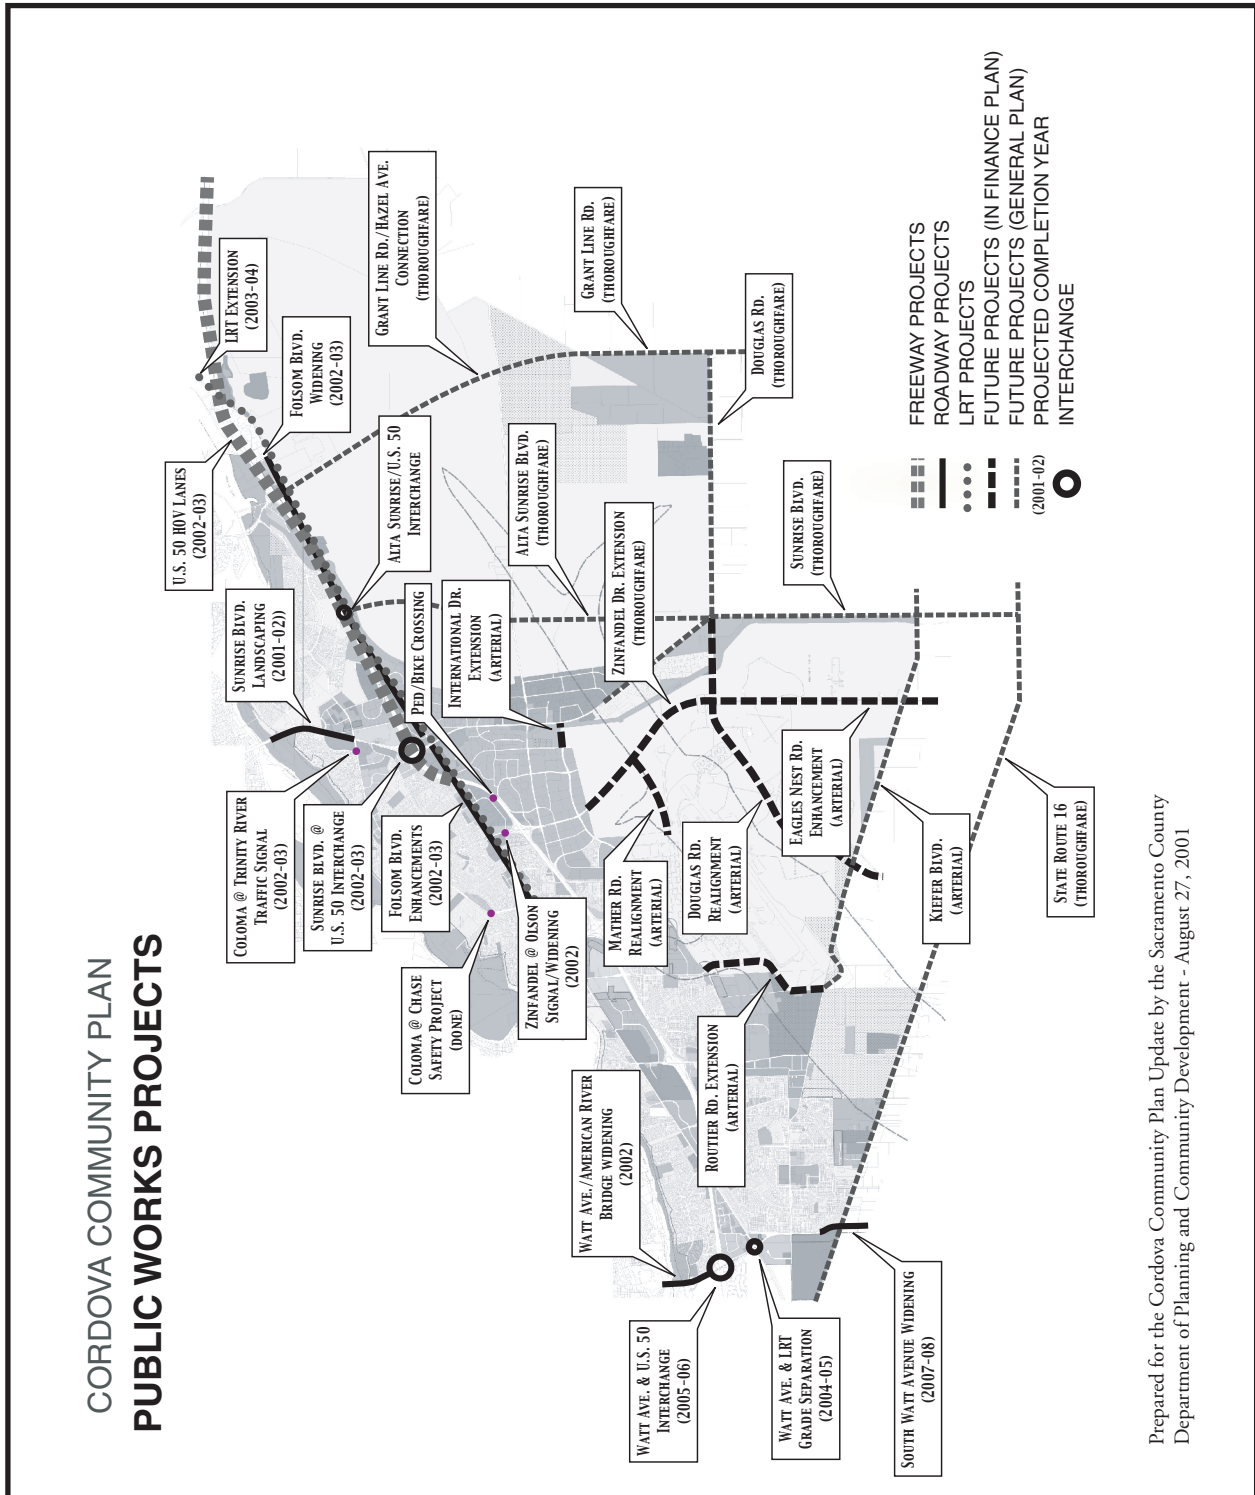 CORDOVA COMMUNITY PLAN
PUBLIC WORKS PROJECTS
COLOMA @ TRINITY RIVER
TRAFFIC SIGNAL
(2002-03)
SUNRISE BLVD.
LANDSCAPING
(2001-02))
U.S. 50 HOV LANES
(2002-03)
LRT EXTENSION
(2003-04)
FOLSOM BLVD.
WIDENING
(2002-03)
GRANT LINE RD./HAZEL AVE.
CONNECTION
(THOROUGHFARE)
SUNRISE BLVD. @
U.S. 50 INTERCHANGE
(2002-03)
ALTA SUNRISE/U.S. 50
INTERCHANGE
FOLSOM BLVD.
ENHANCEMENTS
(2002-03)
PED/BIKE CROSSING
COLOMA @ CHASE
SAFETY PROJECT
(DONE)
INTERNATIONAL DR.
EXTENSION
(ARTERIAL)
ZINFANDEL @ OLSON
SIGNAL/WIDENING
(2002)
ALTA SUNRISE BLVD.
(THOROUGHFARE)
GRANT LINE RD.
(THOROUGHFARE)
WATT AVE./AMERICAN RIVER
BRIDGE WIDENING
(2002)
MATHER RD.
REALIGNMENT
(ARTERIAL)
ZINFANDEL DR. EXTENSION
(THOROUGHFARE)
WATT AVE. & U.S. 50
INTERCHANGE
(2005-06)
DOUGLAS RD.
REALIGNMENT
(ARTERIAL)
ROUTIER RD. EXTENSION
(ARTERIAL)
DOUGLAS RD.
(THOROUGHFARE)
WATT AVE. & LRT
GRADE SEPARATION
(2004-05)
EAGLES NEST RD.
ENHANCEMENT
(ARTERIAL)
SUNRISE BLVD.
(THOROUGHFARE)
SOUTH WATT AVENUE WIDENING
(2007-08)
KIEFER BLVD.
(ARTERIAL)
STATE ROUTE 16
(THOROUGHFARE)
FREEWAY PROJECTS
ROADWAY PROJECTS
LRT PROJECTS
FUTURE PROJECTS (IN FINANCE PLAN)
FUTURE PROJECTS (GENERAL PLAN)
(2001-02) PROJECTED COMPLETION YEAR
INTERCHANGE
Prepared for the Cordova Community Plan Update by the Sacramento County
Department of Planning and Community Development - August 27, 2001